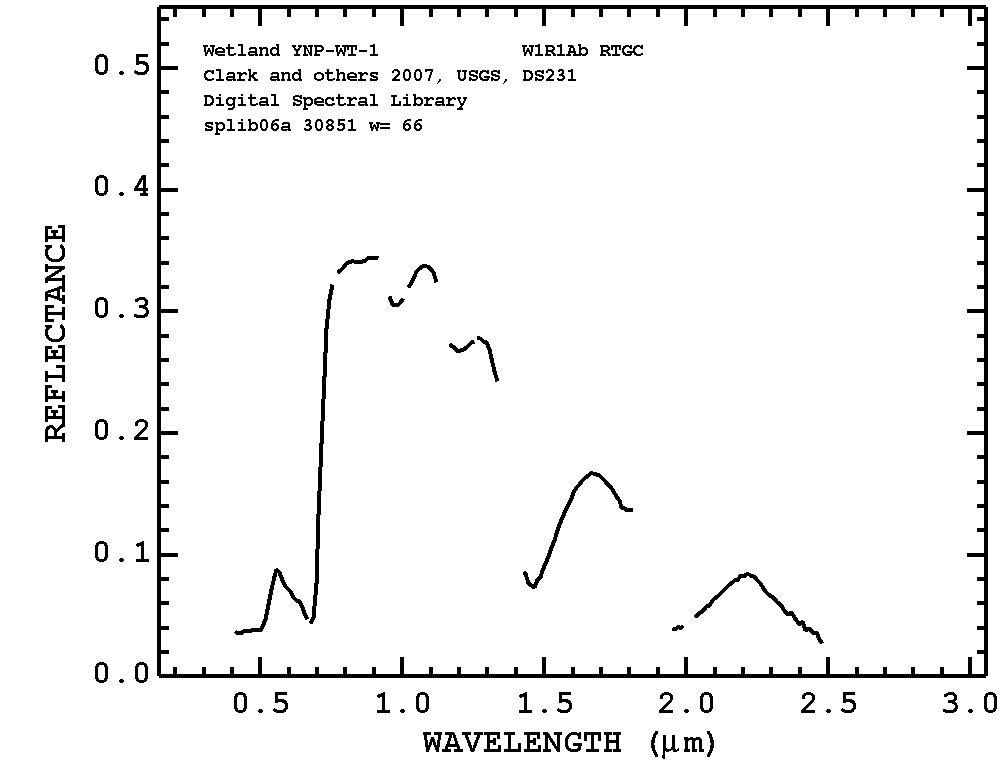 Wetland YNP-WT-1 W1R1Ab RTGC
Clark and others 2007, USGS, DS231
Digital Spectral Library
splib06a 30851 w= 66
0.5
0.4
0.3
0.2
0.1
0.0
REFLECTANCE
0.5 1.0 1.5 2.0 2.5 3.0
WAVELENGTH (μm)